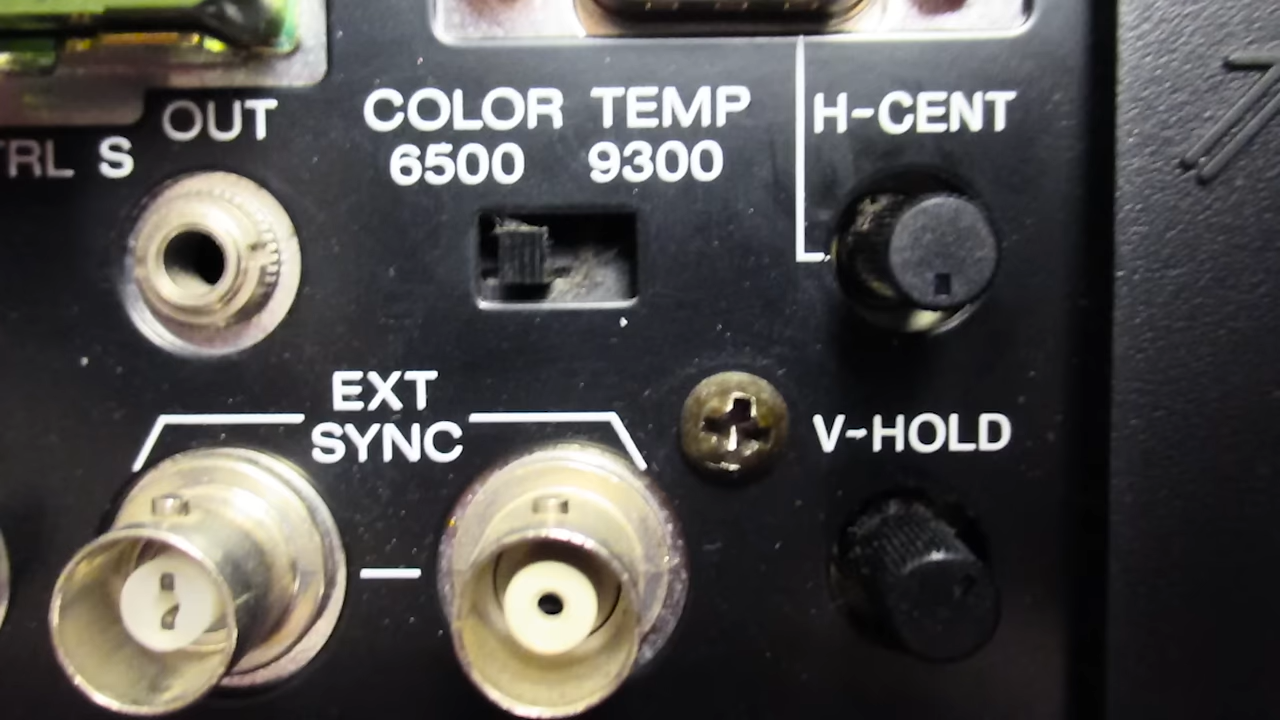 OUT
TRL S
COLOR TEMP
6500 9300
H-CENT
EXT
SYNC
V-HOLD